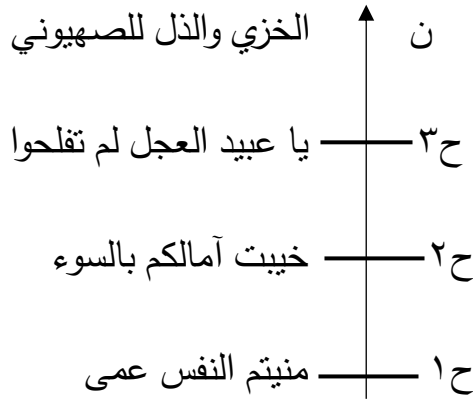 ن الخزي والذل للصهيوني
ح٣ يا عبيد العجل لم تفلحوا
ح٢ خيبت آمالكم بالسوء
ح١ منيتم النفس عمى